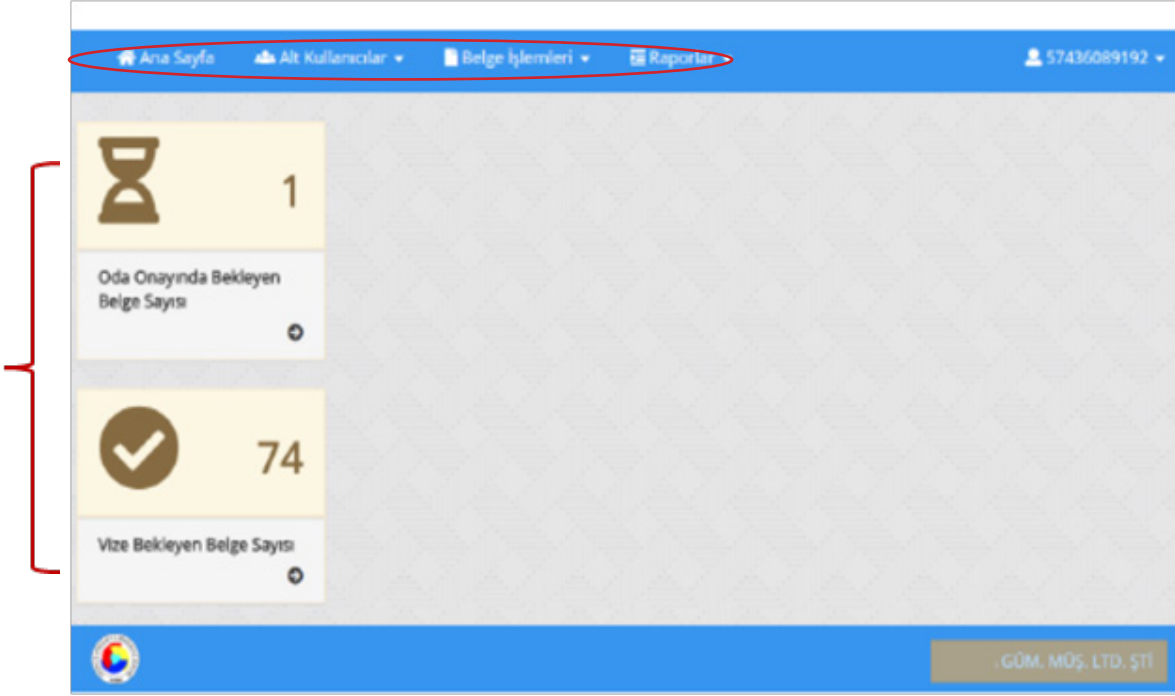 Ana Sayfa Alt Kullanıcılar Belge İşlemleri Raporlar 57436089192
1
Oda Onayında Bekleyen
Belge Sayısı
74
Vize Bekleyen Belge Sayısı
. GÜM. MÜŞ. LTD. ŞTİ